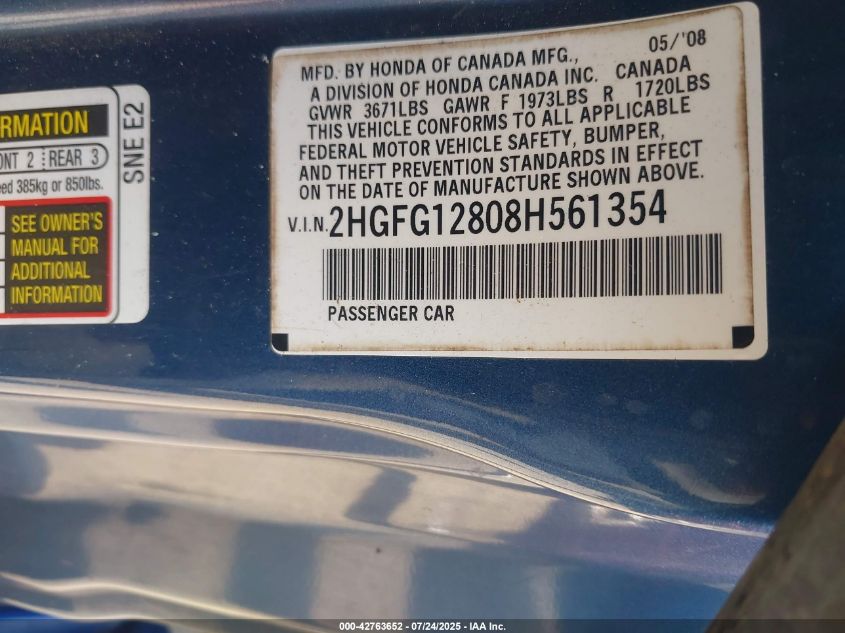 RMATION
ONT 2 REAR 3
eed 385kg or 850lbs.
SEE OWNER'S
MANUAL FOR
ADDITIONAL
INFORMATION
SNE E2
05/'08
MFD. BY HONDA OF CANADA MFG.,
A DIVISION OF HONDA CANADA INC. CANADA
GVWR 3671LBS GAWR F 1973LBS R 1720LBS
THIS VEHICLE CONFORMS TO ALL APPLICABLE
FEDERAL MOTOR VEHICLE SAFETY, BUMPER,
AND THEFT PREVENTION STANDARDS IN EFFECT
ON THE DATE OF MANUFACTURE SHOWN ABOVE.
V.I.N. 2HGFG12808H561354
PASSENGER CAR
000-42763652 - 07/24/2025 - IAA Inc.